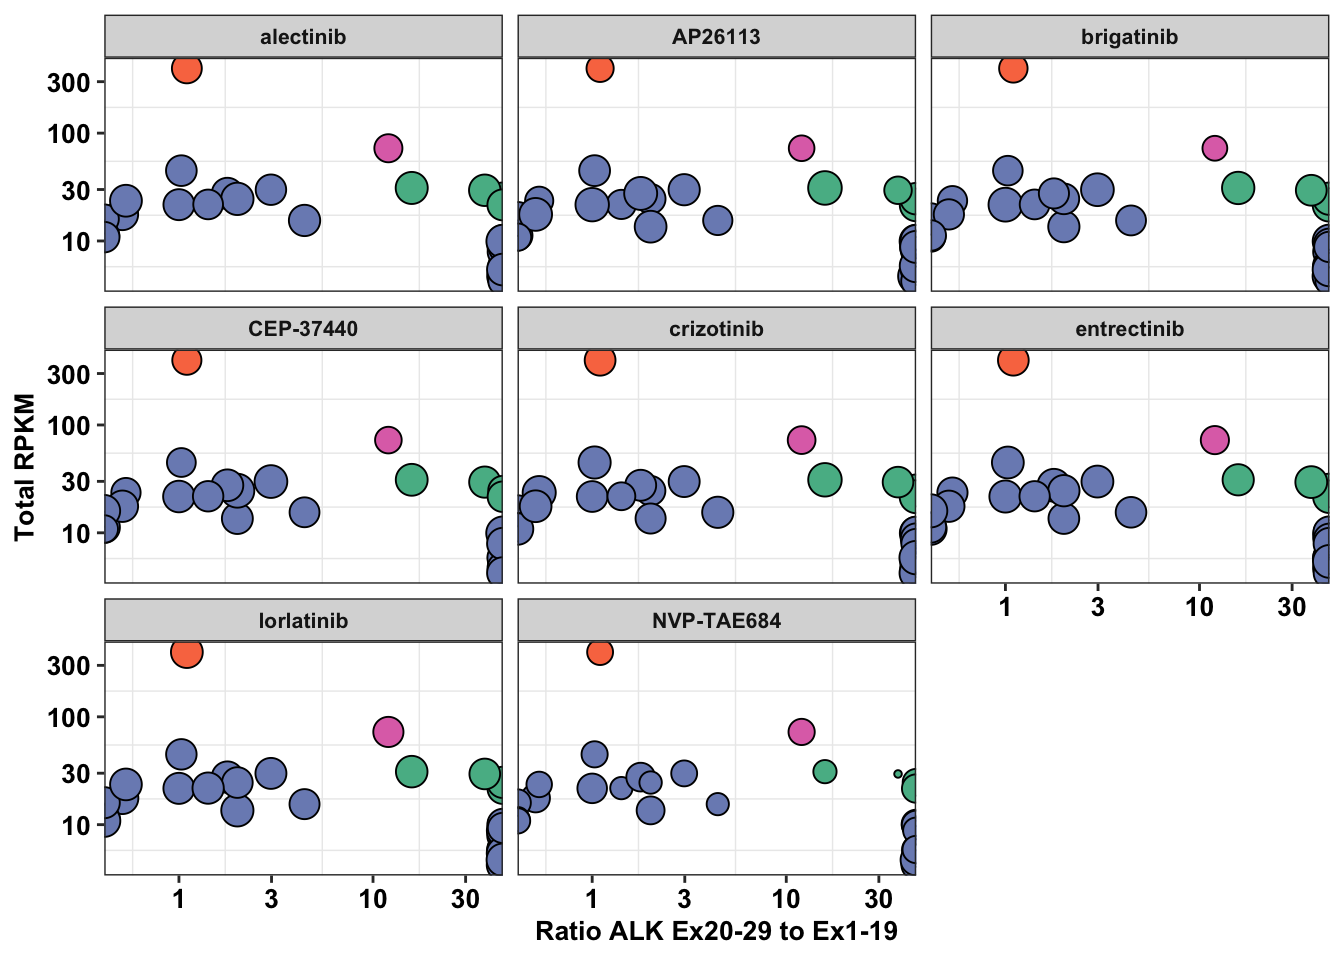 alectinib AP26113 brigatinib
300
100
30
10
CEP-37440 crizotinib entrectinib
300
100
30
10
1 3 10 30
lorlatinib NVP-TAE684
300
100
30
10
1 3 10 30 1 3 10 30
Total RPKM
Ratio ALK Ex20-29 to Ex1-19